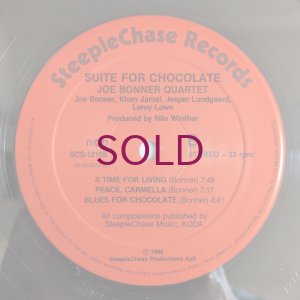 SteepleChase Records
SUITE FOR CHOCOLATE
JOE BONNER QUARTET
Joe Bonner, Khan Jamal, Jesper Lundgaard,
Leroy Lowe
Produced by Nils Winther
SOLD
33 rpm
A TIME FOR LIVING (Bonner) 7:49
PEACE, CARMELLA (Bonner) 7:17
BLUES FOR CHOCOLATE (Bonner) 4:41
All compositions published by
SteepleChase Music, KODA
SteepleChase Productions Aps.